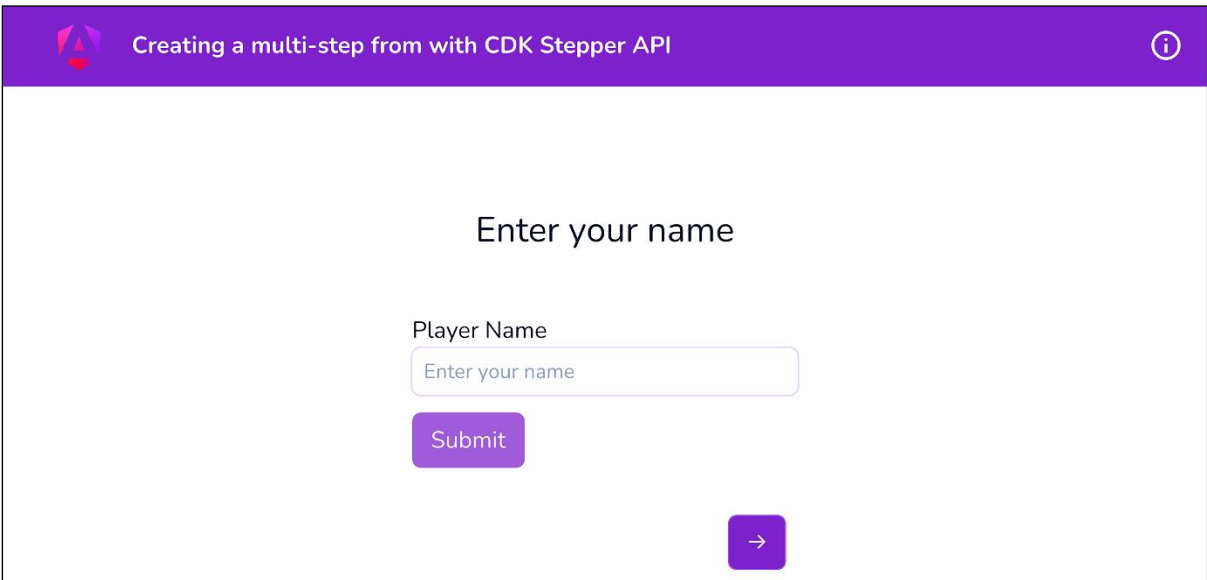 Creating a multi-step from with CDK Stepper API
Enter your name
Player Name
Enter your name
Submit